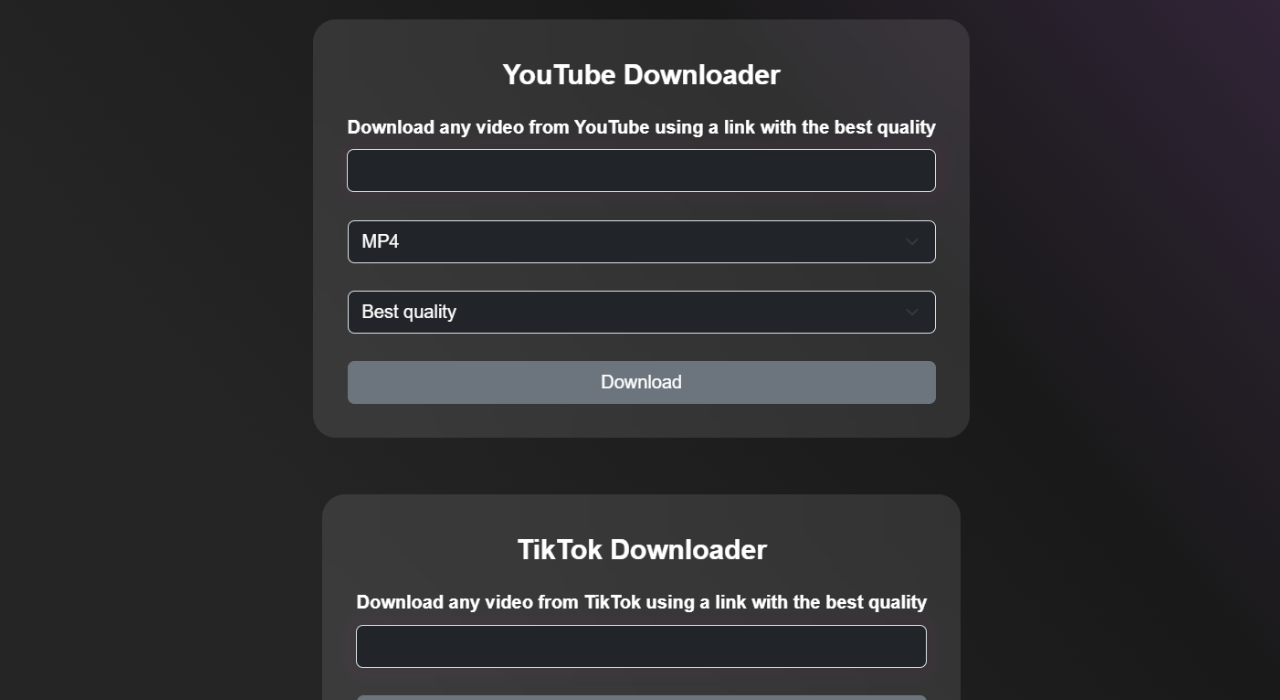 YouTube Downloader
Download any video from YouTube using a link with the best quality
MP4
Best quality
Download
TikTok Downloader
Download any video from TikTok using a link with the best quality